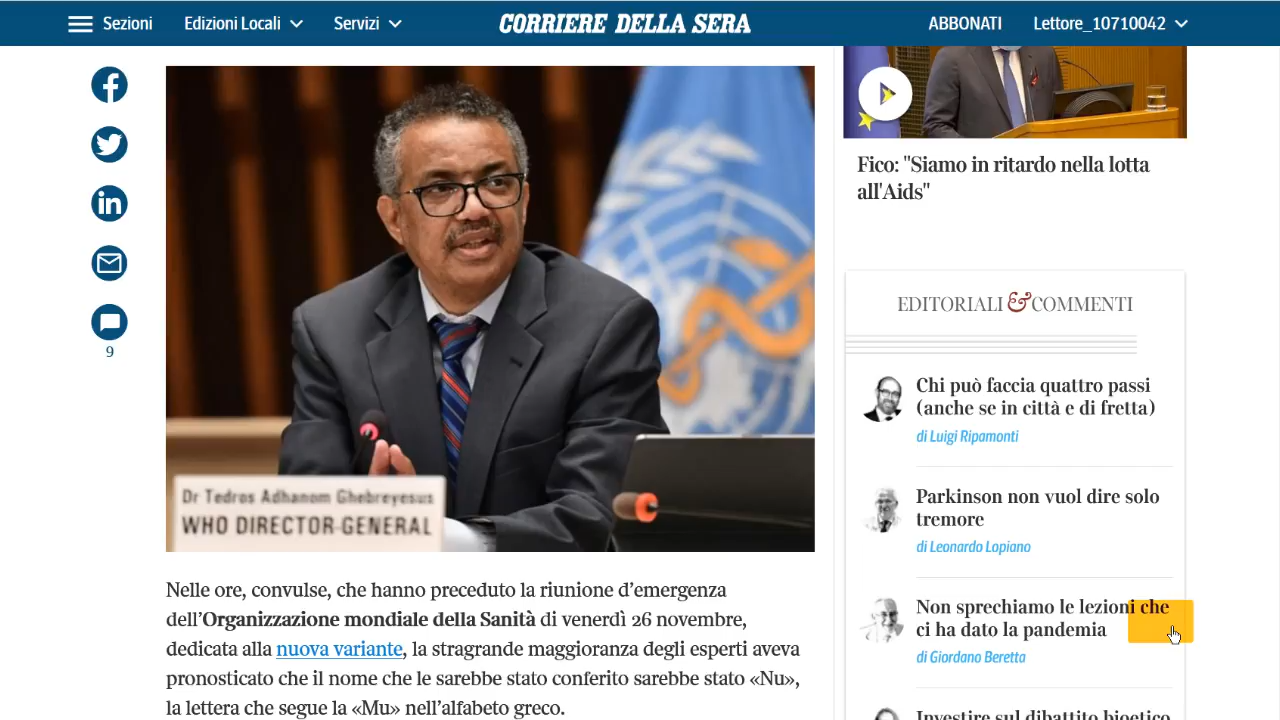 Sezioni
Edizioni Locali
Servizi
CORRIERE DELLA SERA
ABBONATI
Lettore_10710042
9
Dr Tedros Adhanom Ghebreyesus
WHO DIRECTOR-GENERAL
Nelle ore, convulse, che hanno preceduto la riunione d’emergenza
dell’Organizzazione mondiale della Sanità di venerdì 26 novembre,
dedicata alla nuova variante, la stragrande maggioranza degli esperti aveva
pronosticato che il nome che le sarebbe stato conferito sarebbe stato «Nu»,
la lettera che segue la «Mu» nell’alfabeto greco.
Fico: "Siamo in ritardo nella lotta
all'Aids"
EDITORIALI & COMMENTI
Chi può faccia quattro passi
(anche se in città e di fretta)
di Luigi Ripamonti
Parkinson non vuol dire solo
tremore
di Leonardo Lopiano
Non sprechiamo le lezioni che
ci ha dato la pandemia
di Giordano Beretta
Investire sul dibattito bioetico